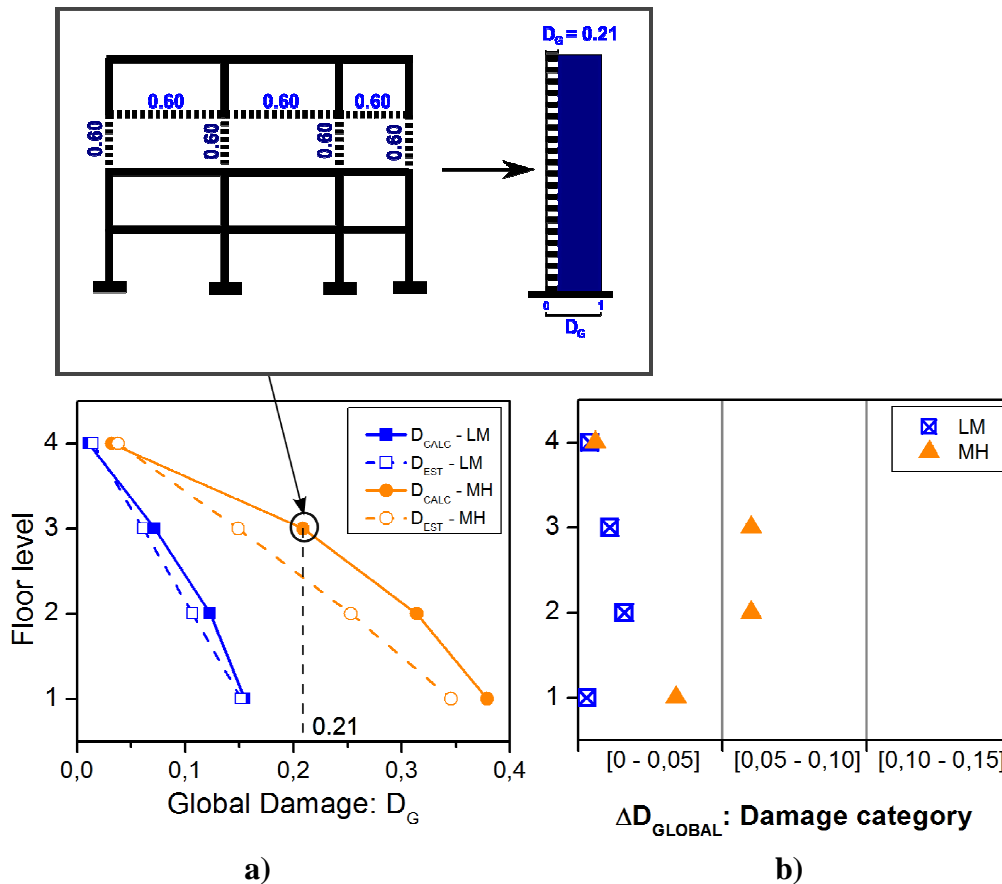 D_G = 0.21
0.60 0.60 0.60
0.60 0.60 0.60 0.60
0 1
D_G
4
3
2
1
Floor level
D_CALC - LM
D_EST - LM
D_CALC - MH
D_EST - MH
0.21
0,0 0,1 0,2 0,3 0,4
Global Damage: D_G
a)
LM
MH
4
3
2
1
[0 - 0,05] [0,05 - 0,10] [0,10 - 0,15]
ΔD_GLOBAL: Damage category
b)